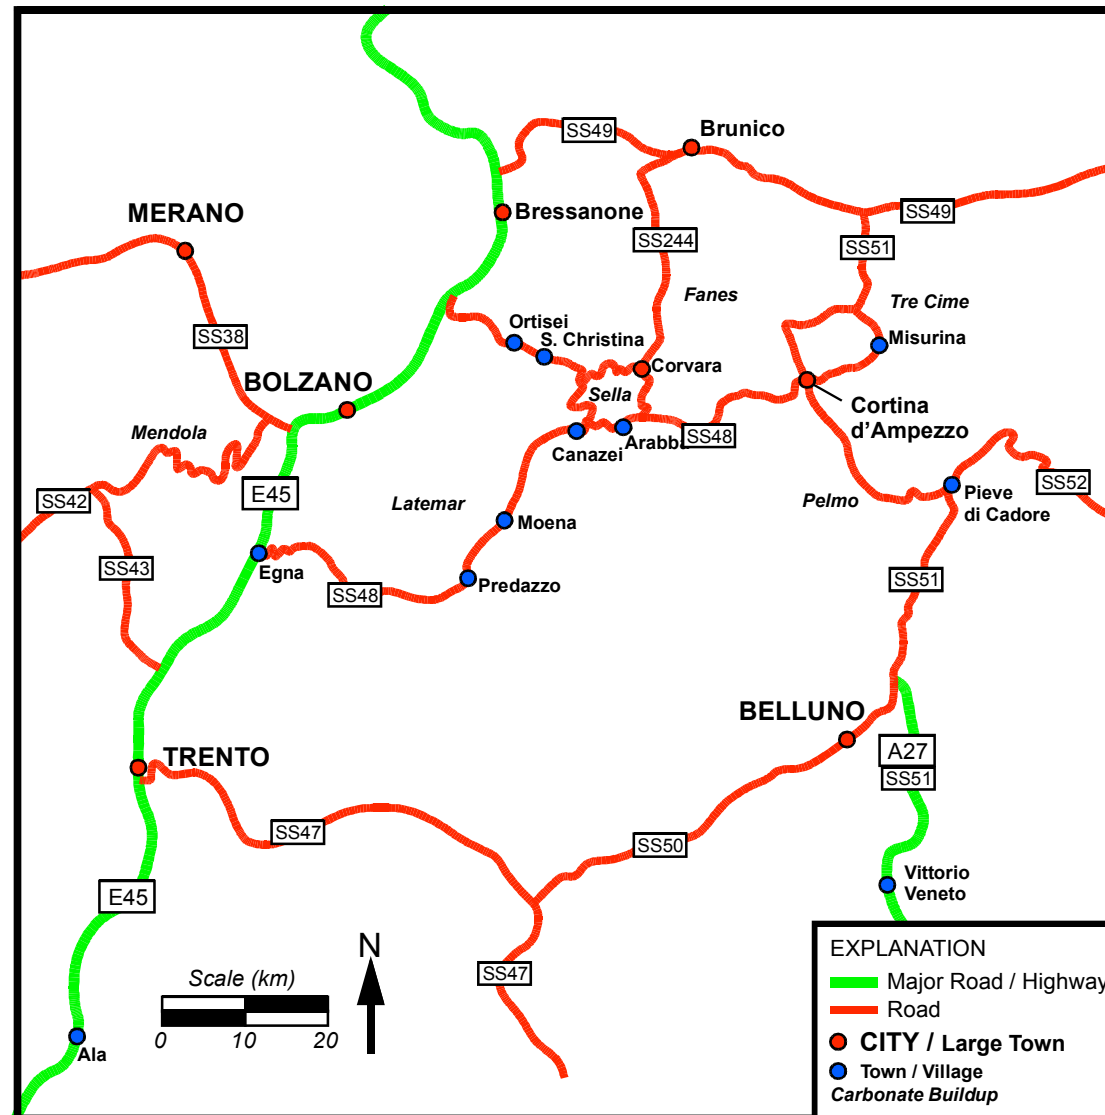 SS49
Brunico
MERANO
Bressanone
SS49
SS244
SS51
Fanes
Tre Cime
SS38
Ortisei
S. Christina
Misurina
Corvara
BOLZANO
Sella
Cortina
d'Ampezzo
Mendola
Arabba
SS48
Canazei
SS42
E45
Latemar
Pelmo
Pieve
di Cadore
SS52
Moena
SS43
Egna
SS48
Predazzo
SS51
BELLUNO
TRENTO
A27
SS51
SS47
SS50
Vittorio
Veneto
E45
N
SS47
Scale (km)
0 10 20
Ala
EXPLANATION
Major Road / Highway
Road
CITY / Large Town
Town / Village
Carbonate Buildup